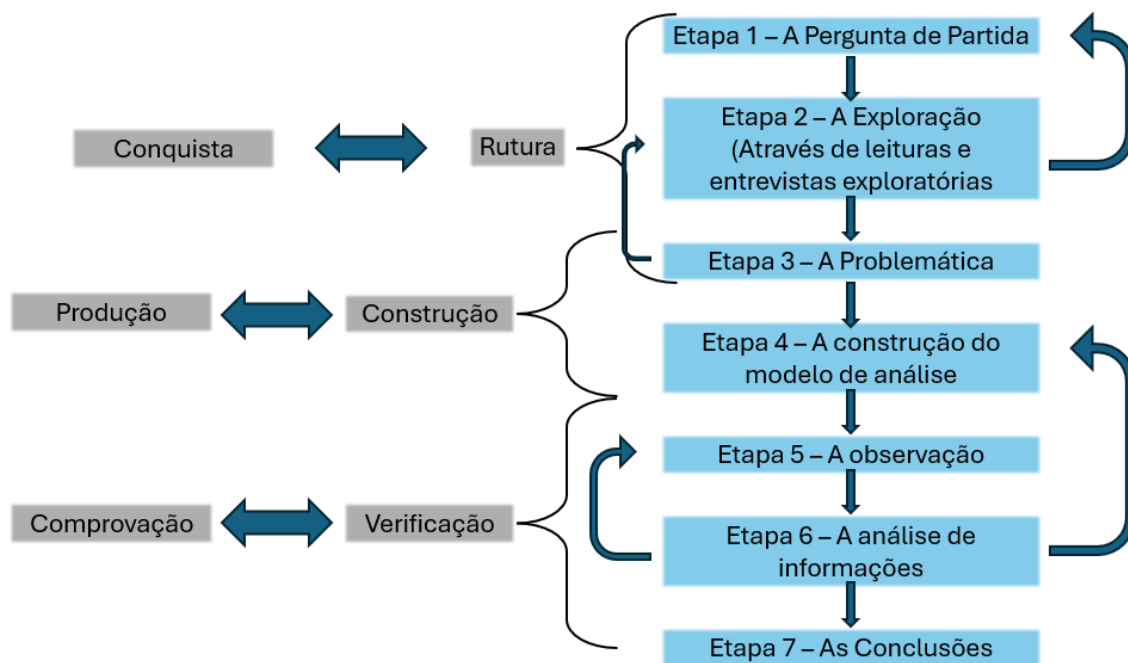 Etapa 1 – A Pergunta de Partida
Etapa 2 – A Exploração
(Através de leituras e
entrevistas exploratórias
Conquista
Rutura
Etapa 3 – A Problemática
Produção
Construção
Etapa 4 – A construção do
modelo de análise
Etapa 5 – A observação
Comprovação
Verificação
Etapa 6 – A análise de
informações
Etapa 7 – As Conclusões